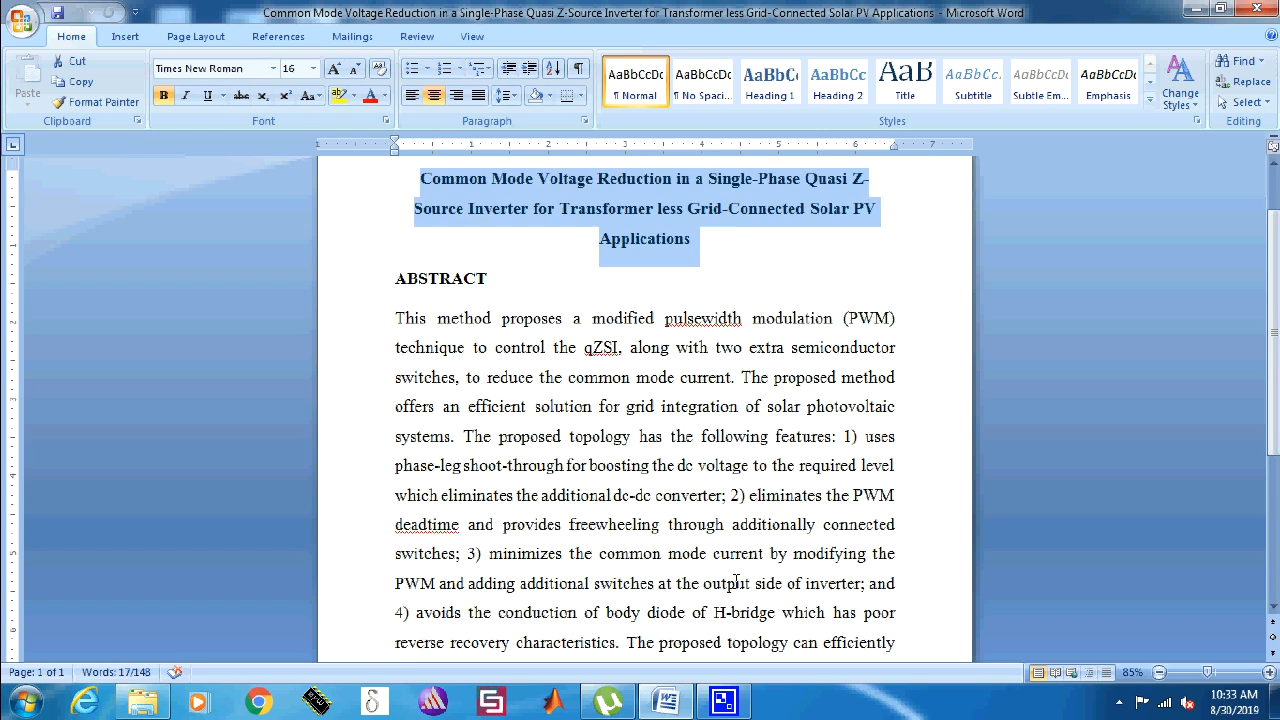 Common Mode Voltage Reduction in a Single-Phase Quasi Z-Source Inverter for Transformer less Grid-Connected Solar PV Applications - Microsoft Word
Home Insert Page Layout References Mailings Review View
Paste
Cut
Copy
Format Painter
Clipboard
Times New Roman 16
Font
Paragraph
AaBbCcDc AaBbCcDc AaBbC AaBbCc AaB AaBbCcL AaBbCcDc AaBbCcDc
¶ Normal ¶ No Spaci... Heading 1 Heading 2 Title Subtitle Subtle Em... Emphasis
Change Styles
Styles
Find
Replace
Select
Editing
1 1 2 3 4 5 6 7
Common Mode Voltage Reduction in a Single-Phase Quasi Z-
Source Inverter for Transformer less Grid-Connected Solar PV
Applications
ABSTRACT
This method proposes a modified pulsewidth modulation (PWM)
technique to control the qZSI, along with two extra semiconductor
switches, to reduce the common mode current. The proposed method
offers an efficient solution for grid integration of solar photovoltaic
systems. The proposed topology has the following features: 1) uses
phase-leg shoot-through for boosting the dc voltage to the required level
which eliminates the additional dc-dc converter; 2) eliminates the PWM
deadtime and provides freewheeling through additionally connected
switches; 3) minimizes the common mode current by modifying the
PWM and adding additional switches at the output side of inverter; and
4) avoids the conduction of body diode of H-bridge which has poor
reverse recovery characteristics. The proposed topology can efficiently
Page: 1 of 1 Words: 17/148 85%
10:33 AM
8/30/2019